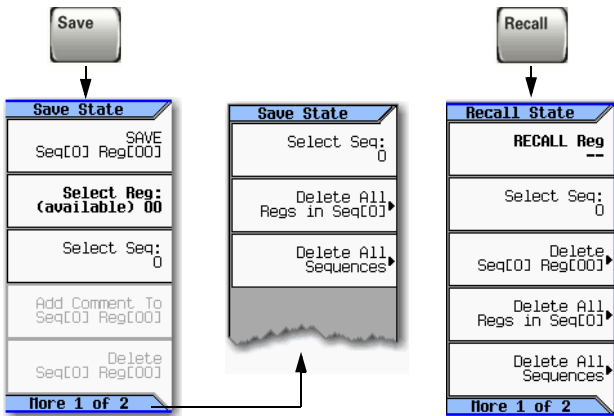 Save
Save State
SAVE
Seq[0] Reg[00]
Select Reg:
(available) 00
Select Seq:
0
Add Comment To
Seq[0] Reg[00]
Delete
Seq[0] Reg[00]
More 1 of 2
Save State
Select Seq:
0
Delete All
Regs in Seq[0]
Delete All
Sequences
Recall
Recall State
RECALL Reg
--
Select Seq:
0
Delete
Seq[0] Reg[00]
Delete All
Regs in Seq[0]
Delete All
Sequences
More 1 of 2